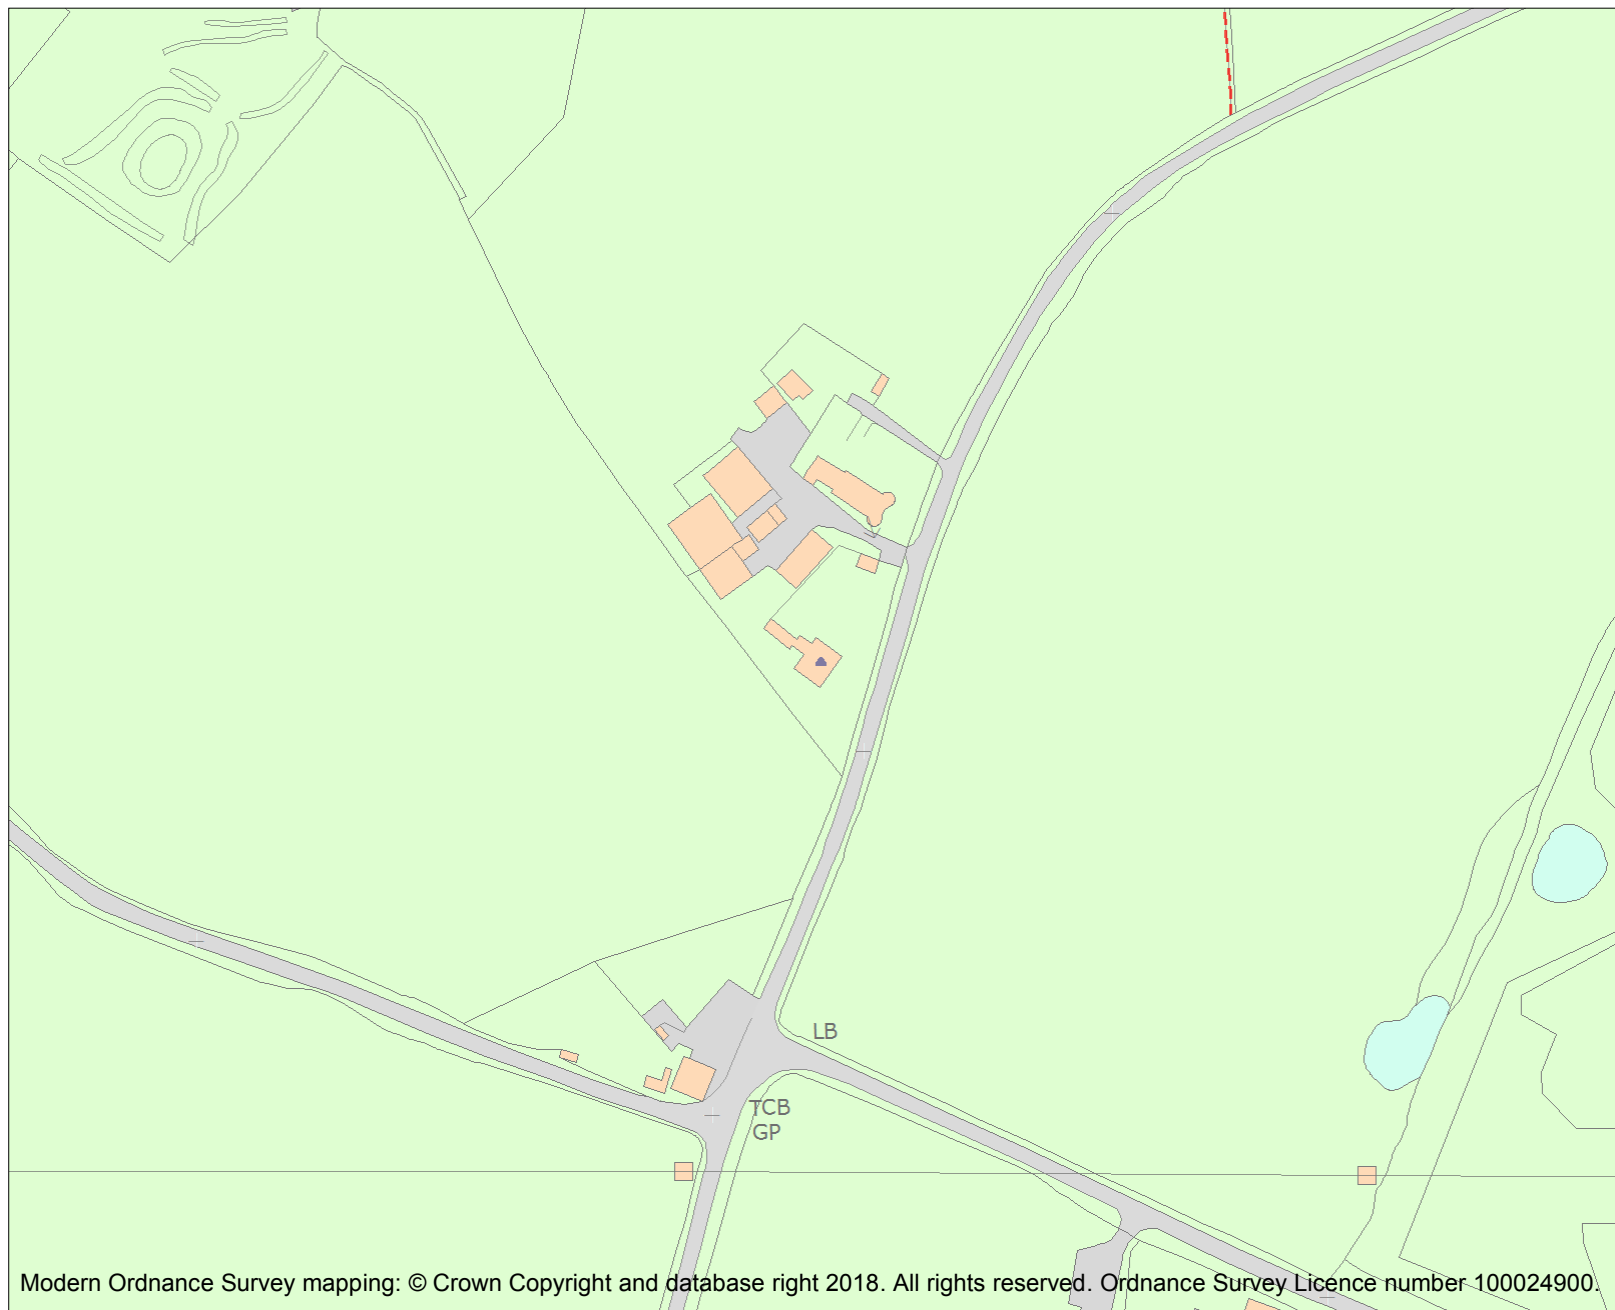 LB
TCB
GP
Modern Ordnance Survey mapping: © Crown Copyright and database right 2018. All rights reserved. Ordnance Survey Licence number 100024900.